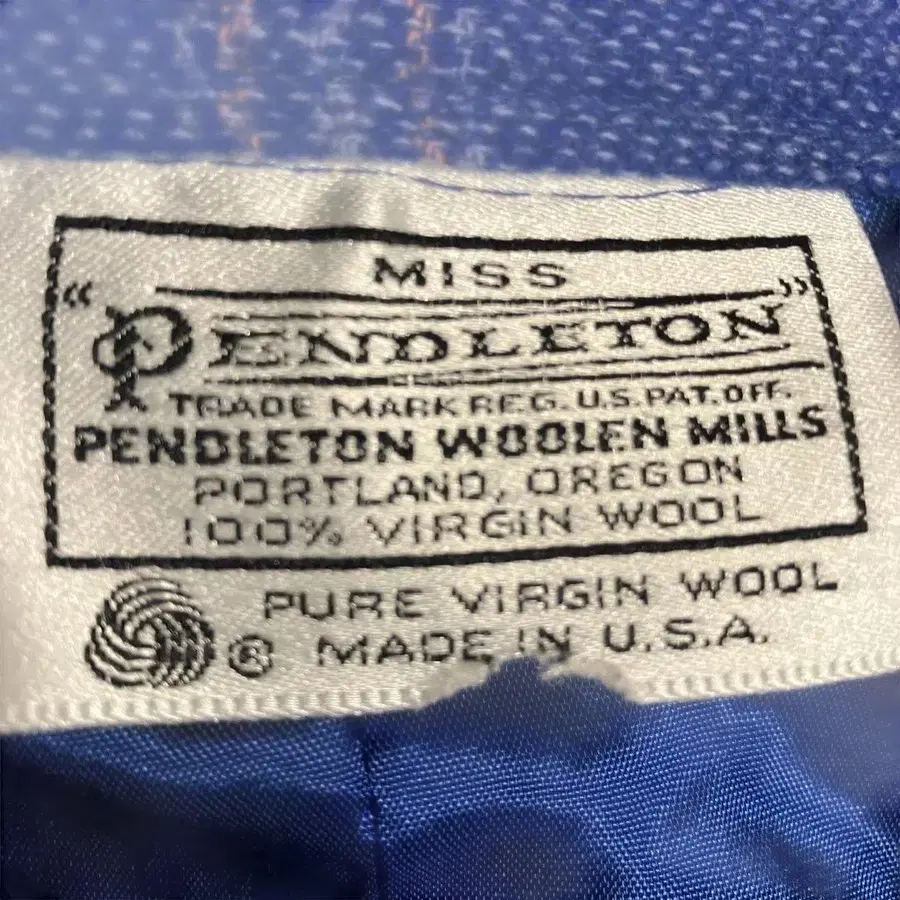 MISS
“PENDLETON”
TRADE MARK REG. U.S. PAT. OFF.
PENDLETON WOOLEN MILLS
PORTLAND, OREGON
100% VIRGIN WOOL
PURE VIRGIN WOOL
® MADE IN U.S.A.